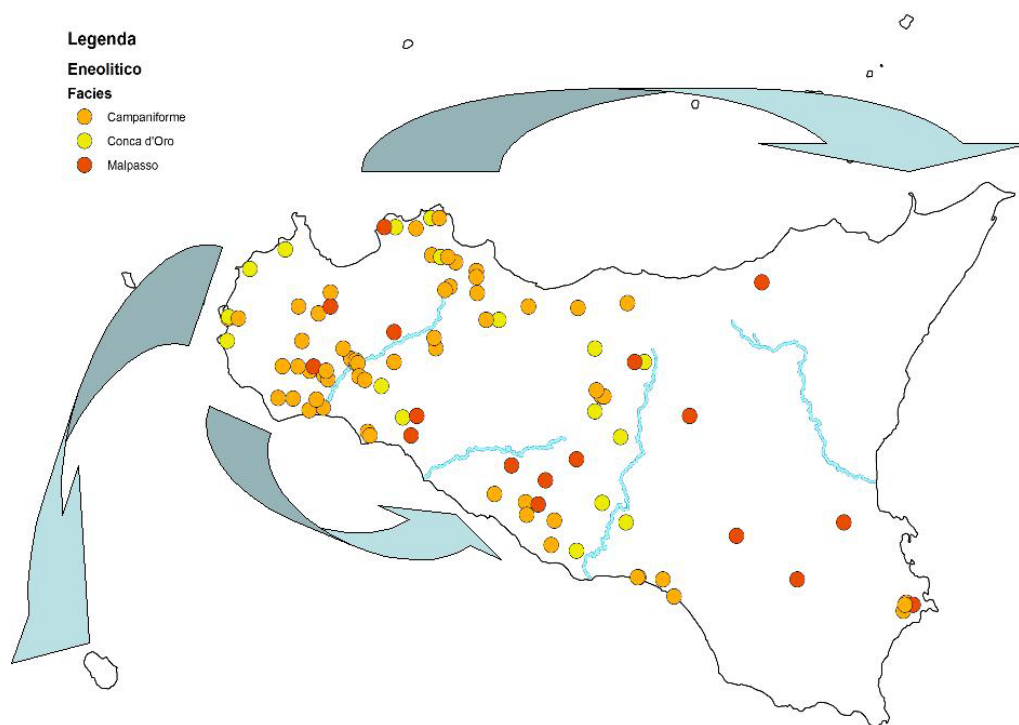 Legenda
Eneolitico
Facies
Campaniforme
Conca d'Oro
Malpasso